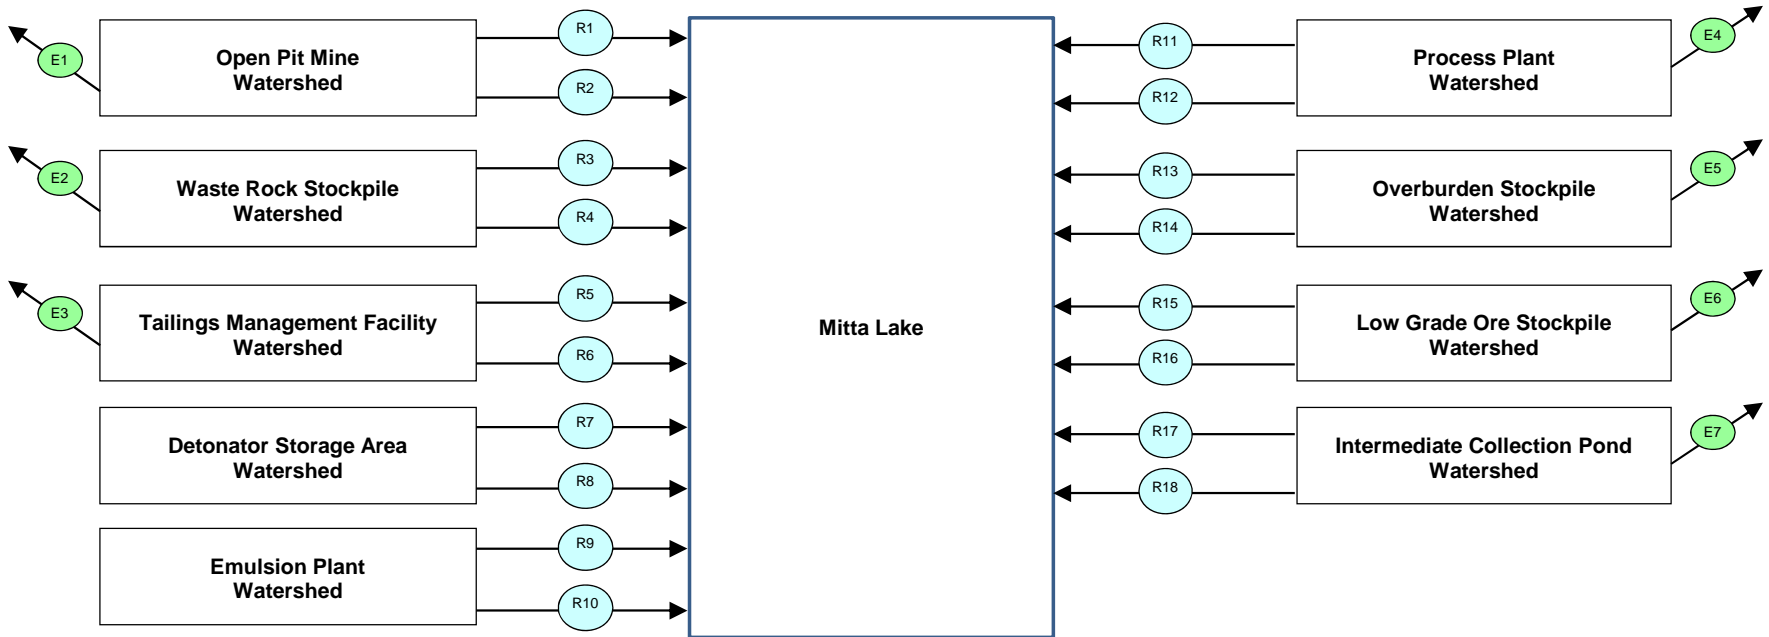 R1
E1
Open Pit Mine
Watershed
R2
R3
E2
Waste Rock Stockpile
Watershed
R4
R5
E3
Tailings Management Facility
Watershed
R6
R7
Detonator Storage Area
Watershed
R8
R9
Emulsion Plant
Watershed
R10
Mitta Lake
R11
E4
Process Plant
Watershed
R12
R13
E5
Overburden Stockpile
Watershed
R14
R15
E6
Low Grade Ore Stockpile
Watershed
R16
R17
E7
Intermediate Collection Pond
Watershed
R18